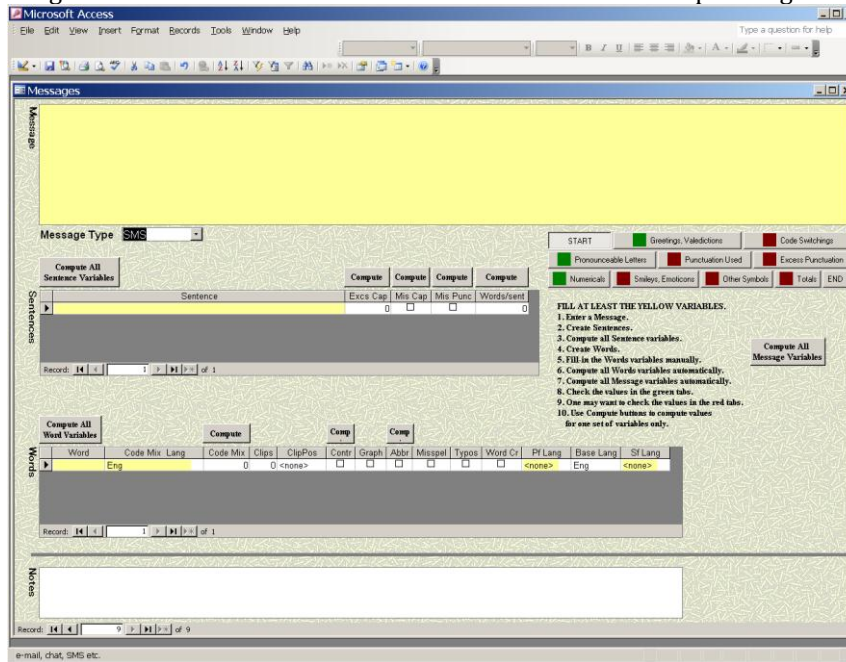 Microsoft Access
File Edit View Insert Format Records Tools Window Help
Type a question for help
Messages
Message
Message Type SMS
START Greetings, Valedictions Code Switchings
Pronounceable Letters Punctuation Used Excess Punctuation
Numericals Smileys, Emoticons Other Symbols Totals END
Compute All
Sentence Variables
Compute Compute Compute Compute
Sentences
Sentence Excs Cap Mis Cap Mis Punc Words/sent
0 0
Record: 1 of 1
FILL AT LEAST THE YELLOW VARIABLES.
1. Enter a Message.
2. Create Sentences.
3. Compute all Sentence variables.
4. Create Words.
5. Fill-in the Words variables manually.
6. Compute all Words variables automatically.
7. Compute all Message variables automatically.
8. Check the values in the green tabs.
9. One may want to check the values in the red tabs.
10. Use Compute buttons to compute values
for one set of variables only.
Compute All
Message Variables
Compute All
Word Variables
Compute Comp Comp
Words
Word Code Mix Lang Code Mix Clips ClipPos Contr Graph Abbr Misspel Typos Word Cr Pf Lang Base Lang Sf Lang
Eng 0 0 <none> <none> Eng <none>
Record: 1 of 1
Notes
Record: 9 of 9
e-mail, chat, SMS etc.